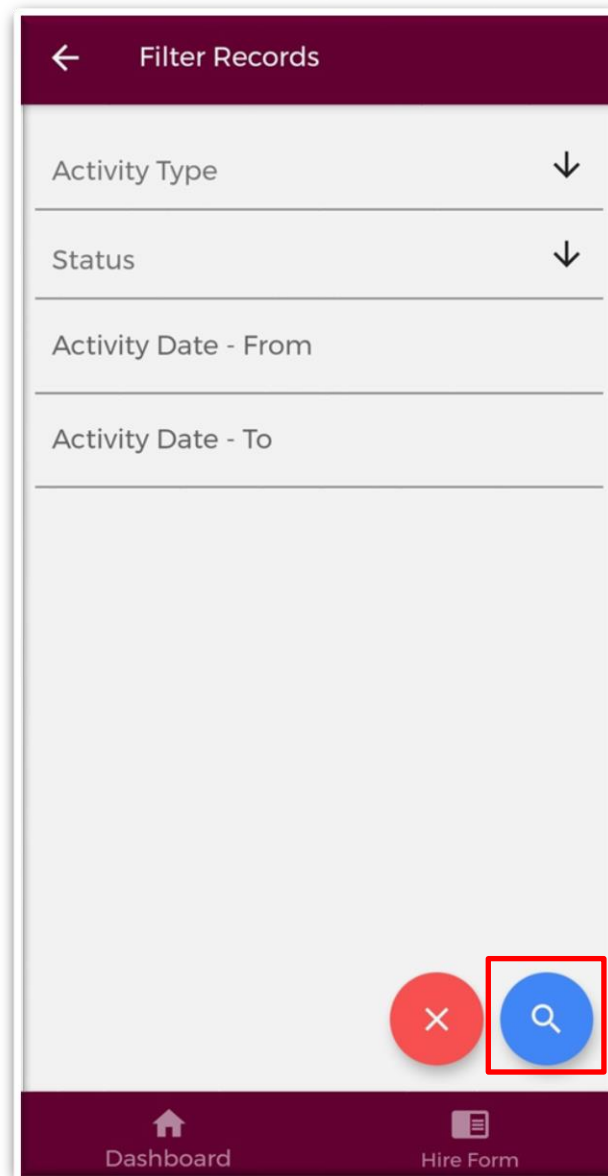 Filter Records
Activity Type
Status
Activity Date - From
Activity Date - To
Dashboard
Hire Form